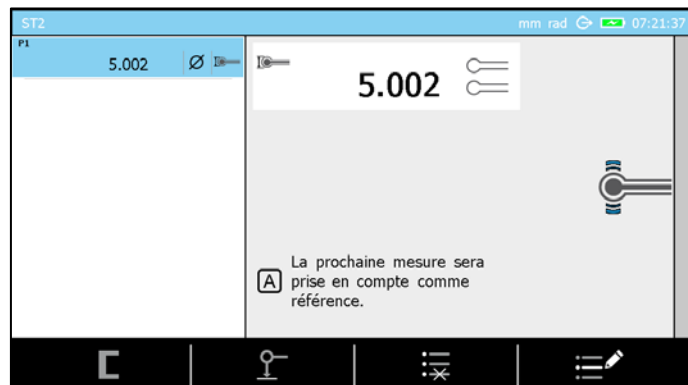 ST2
mm rad 07:21:37
P1
5.002 Ø
5.002
A
La prochaine mesure sera
prise en compte comme
référence.